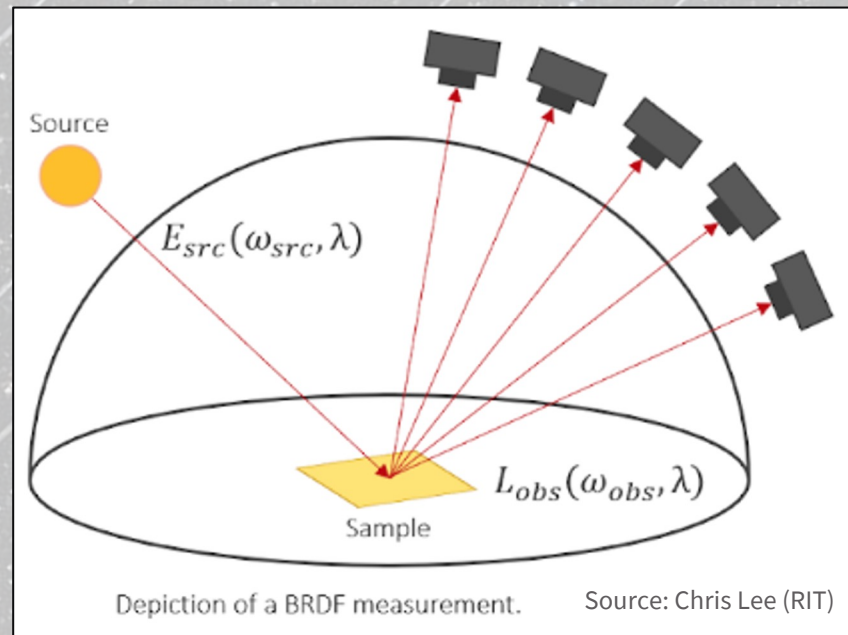 Source
E_src(ω_src, λ)
L_obs(ω_obs, λ)
Sample
Depiction of a BRDF measurement.
Source: Chris Lee (RIT)